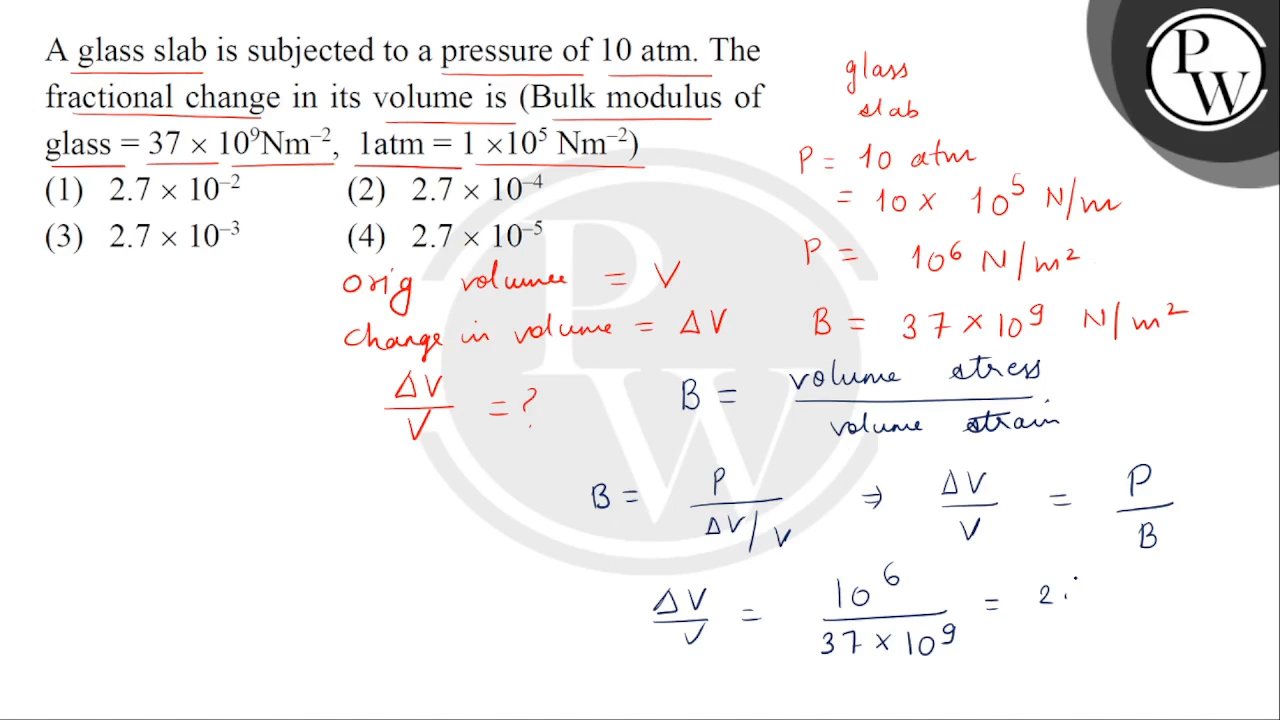 A glass slab is subjected to a pressure of 10 atm. The
fractional change in its volume is (Bulk modulus of
glass = 37 × 10⁹Nm⁻², 1atm = 1 ×10⁵ Nm⁻²)
(1) 2.7 × 10⁻² (2) 2.7 × 10⁻⁴
(3) 2.7 × 10⁻³ (4) 2.7 × 10⁻⁵
orig volume = V
change in volume = ΔV
ΔV/V = ?
glass
slab
P = 10 atm
= 10 × 10⁵ N/m
P = 10⁶ N/m²
B = 37 × 10⁹ N/m²
B = volume stress / volume strain
B = P / ΔV/V ⇒ ΔV/V = P/B
ΔV/V = 10⁶ / 37 × 10⁹ = 2.
PW
PW